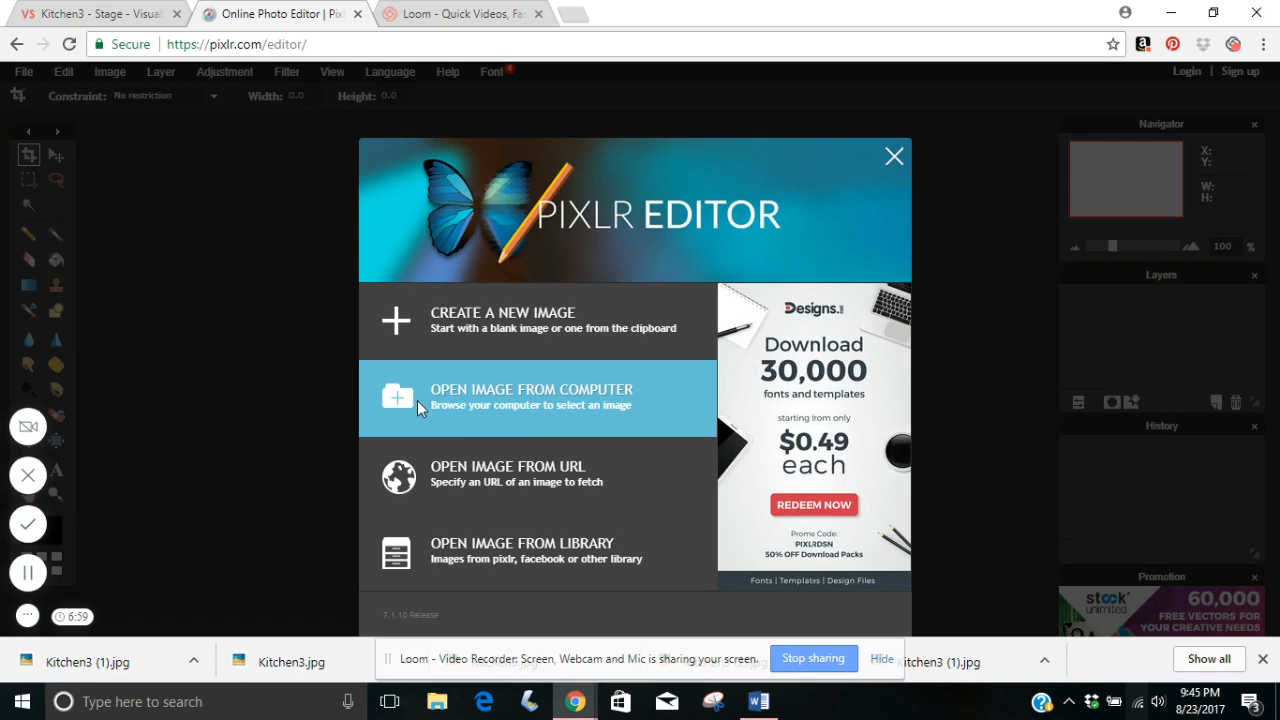 Kitchen3 - Stage - Visual
Online Photo Editor | Pixl
Loom - Quick Videos, Fas
Secure
https://pixlr.com/editor/
File Edit Image Layer Adjustment Filter View Language Help Font 4
Login | Sign up
Constraint: No restriction Width: 0.0 Height: 0.0
Navigator
X:
Y:
W:
H:
100 %
PIXLR EDITOR
CREATE A NEW IMAGE
Start with a blank image or one from the clipboard
OPEN IMAGE FROM COMPUTER
Browse your computer to select an image
OPEN IMAGE FROM URL
Specify an URL of an image to fetch
OPEN IMAGE FROM LIBRARY
Images from pixlr, facebook or other library
7.1.10 Release
Designs.net
Download
30,000
fonts and templates
starting from only
$0.49
each
REDEEM NOW
Promo Code:
PIXLRDSN
50% OFF Download Packs
Fonts | Templates | Design Files
Layers
History
Promotion
stock
unlimited
60,000
FREE VECTORS FOR
YOUR CREATIVE NEEDS
6:59
Kitchen3 (1).jpg
Kitchen3.jpg
Loom - Video Recorder: Screen, Webcam and Mic is sharing your screen.
Stop sharing
Hide
Kitchen3 (1).jpg
Show all
Type here to search
9:45 PM
8/23/2017
3